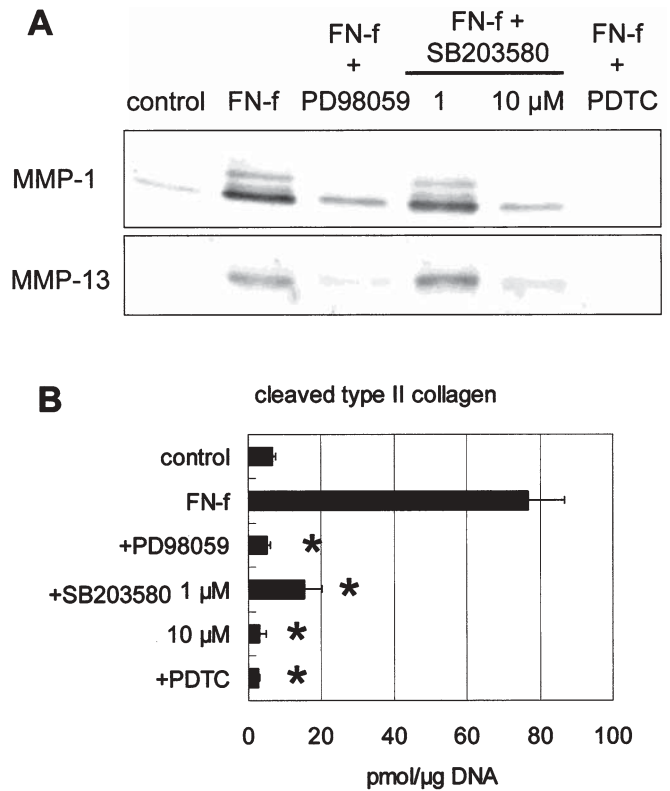 A
FN-f +
FN-f
SB203580
FN-f
+
+
control FN-f PD98059 1 10 µM PDTC
MMP-1
MMP-13
B
cleaved type II collagen
control
FN-f
+PD98059 *
+SB203580 1 µM *
10 µM *
+PDTC *
0 20 40 60 80 100
pmol/µg DNA